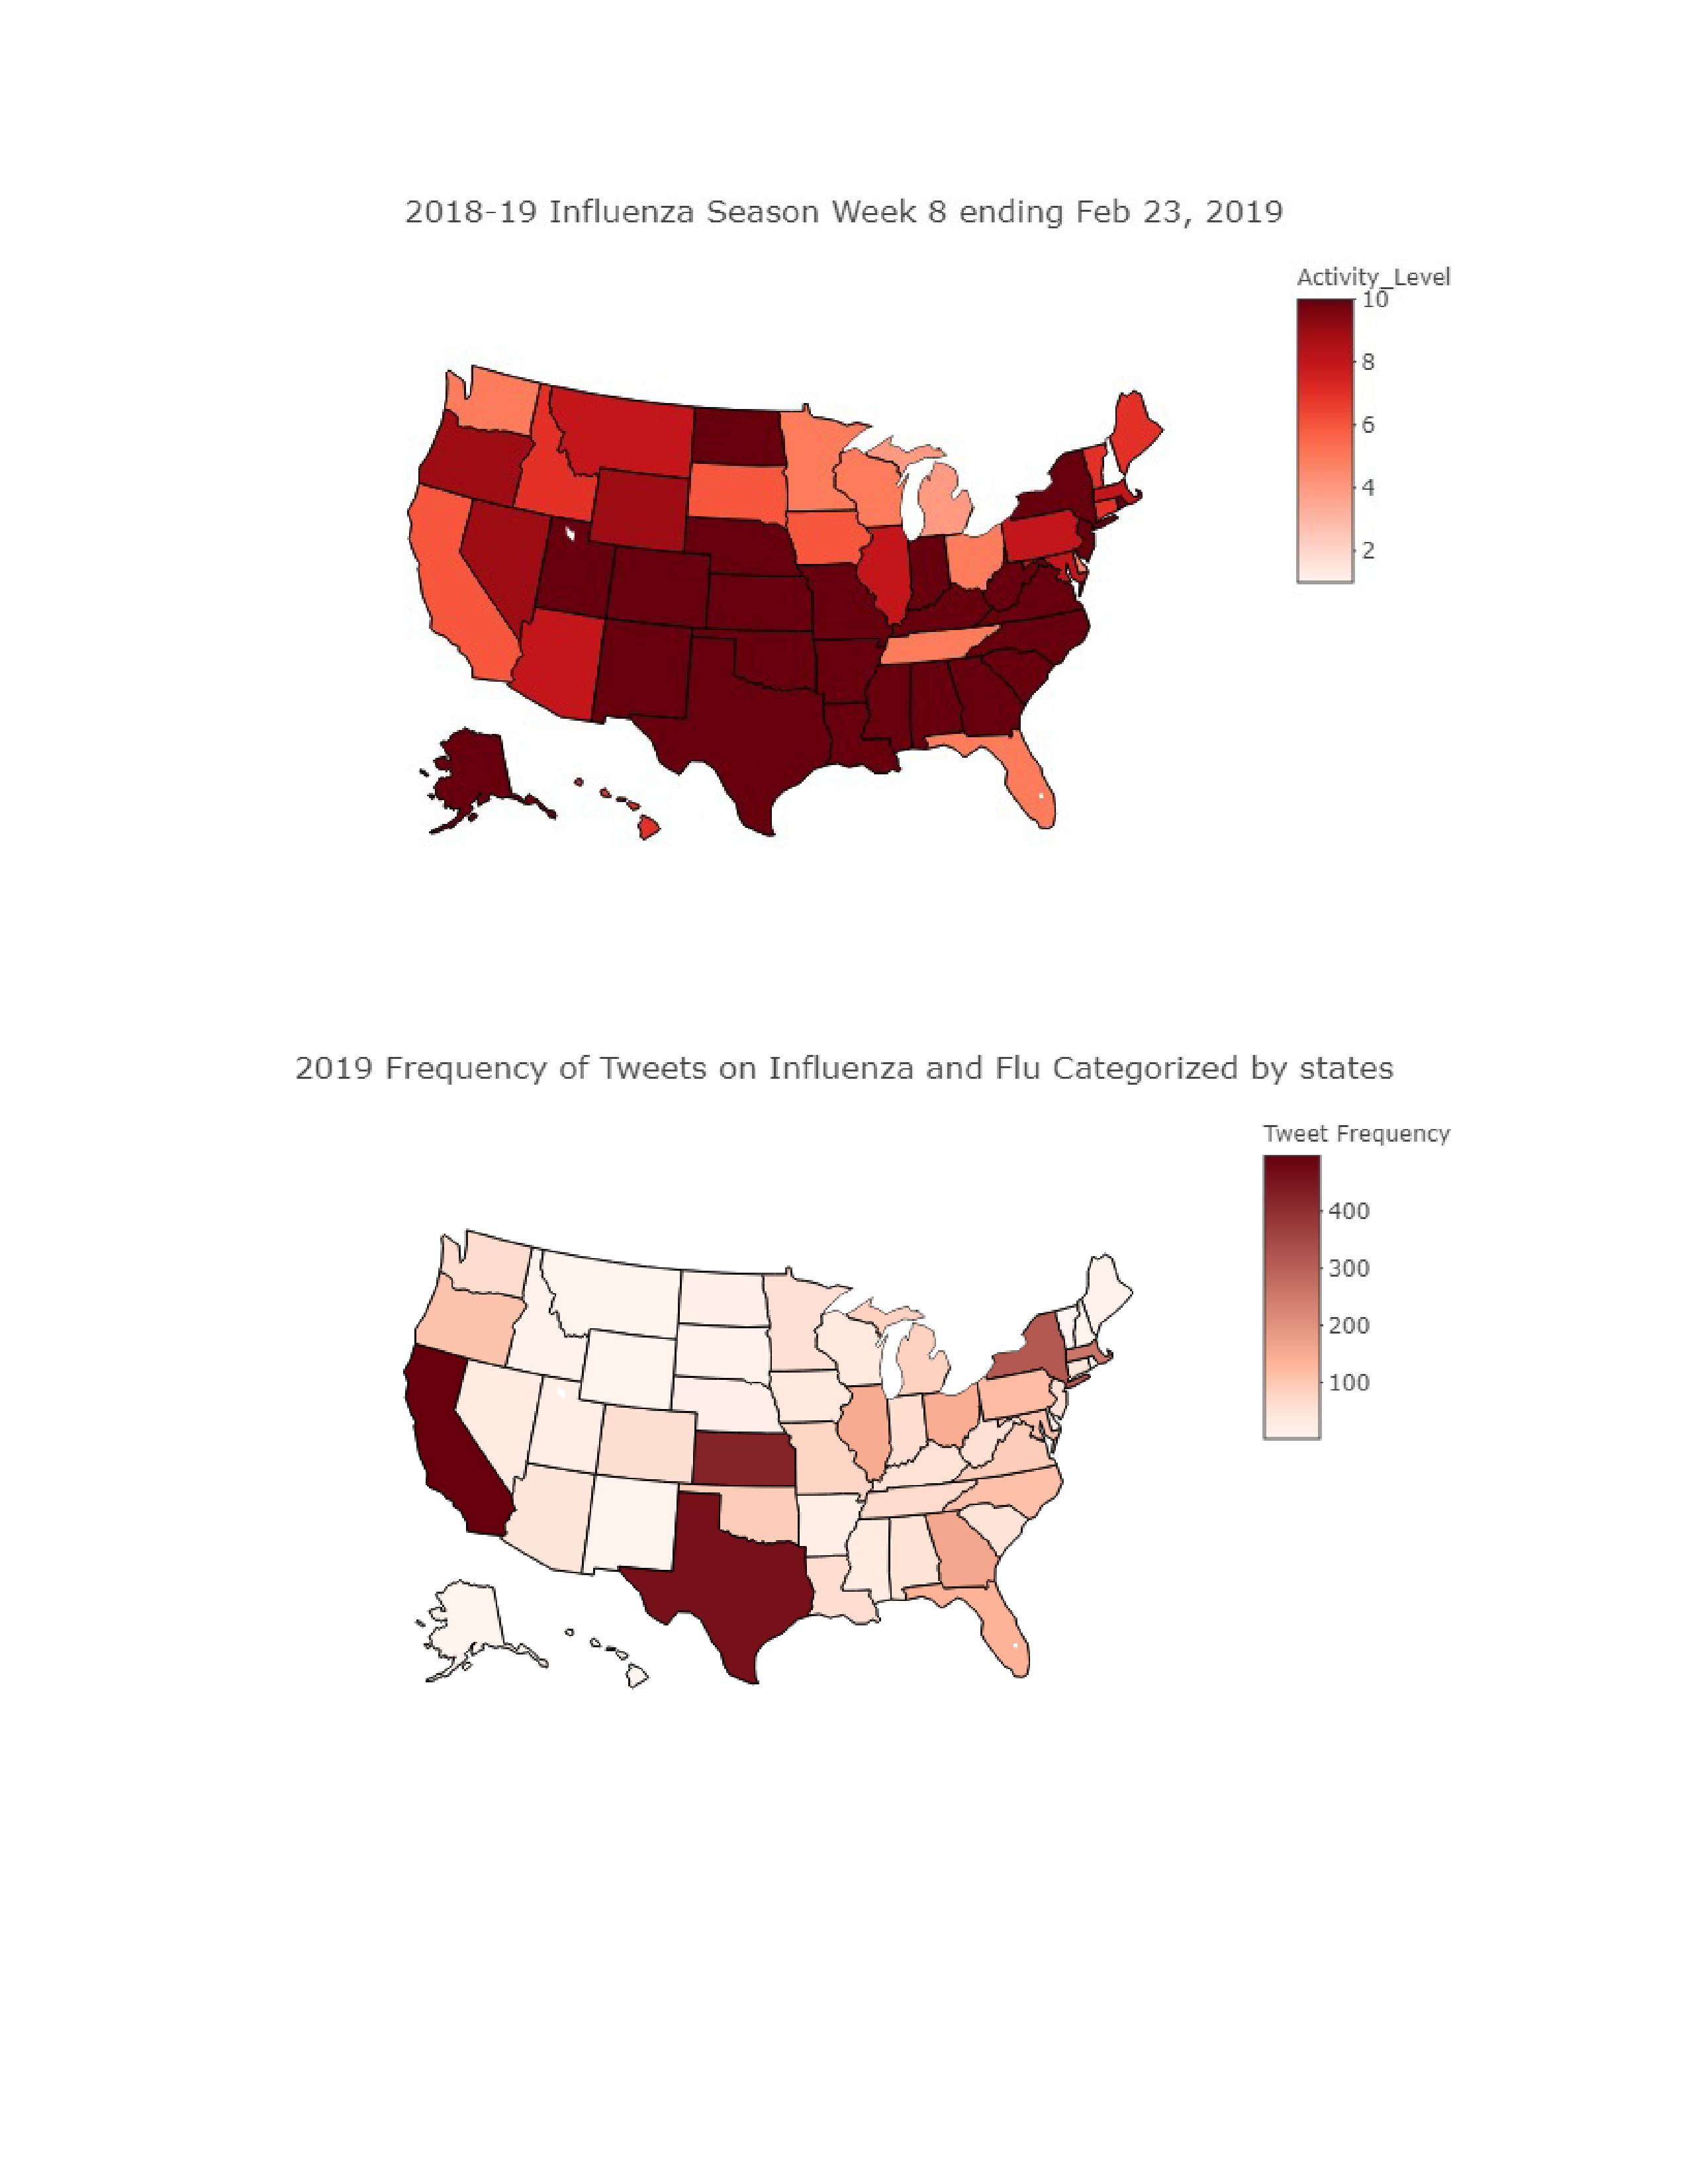 2018-19 Influenza Season Week 8 ending Feb 23, 2019
Activity_Level
10
8
6
4
2
2019 Frequency of Tweets on Influenza and Flu Categorized by states
Tweet Frequency
400
300
200
100